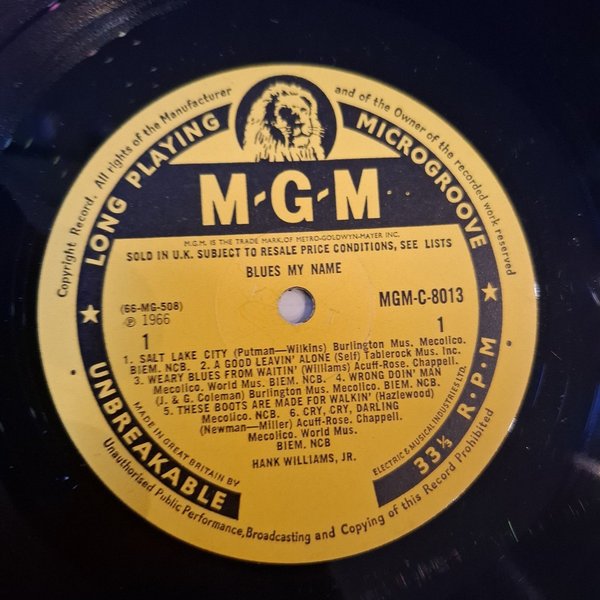 Copyright Record. All rights of the Manufacturer and of the Owner of the recorded work reserved
LONG PLAYING MICROGROOVE
M-G-M
M.G.M. IS THE TRADE MARK, OF METRO-GOLDWYN-MAYER INC.
SOLD IN U.K. SUBJECT TO RESALE PRICE CONDITIONS, SEE LISTS
BLUES MY NAME
(66-MG-508)
MGM-C-8013
℗ 1966
1
1
1. SALT LAKE CITY (Putman—Wilkins) Burlington Mus. Mecolico.
BIEM. NCB. 2. A GOOD LEAVIN' ALONE (Self) Tablerock Mus. Inc.
3. WEARY BLUES FROM WAITIN' (Williams) Acuff-Rose, Chappell.
Mecolico. World Mus. BIEM. NCB. 4. WRONG DOIN' MAN
(J. & G. Coleman) Burlington Mus. Mecolico. BIEM. NCB.
5. THESE BOOTS ARE MADE FOR WALKIN' (Hazlewood)
Mecolico. NCB. 6. CRY, CRY, DARLING
(Newman—Miller) Acuff-Rose, Chappell.
Mecolico. World Mus.
BIEM. NCB
HANK WILLIAMS, JR.
MADE IN GREAT BRITAIN BY
ELECTRIC & MUSICAL INDUSTRIES LTD.
UNBREAKABLE
33⅓ R·P·M
Unauthorised Public Performance, Broadcasting and Copying of this Record Prohibited